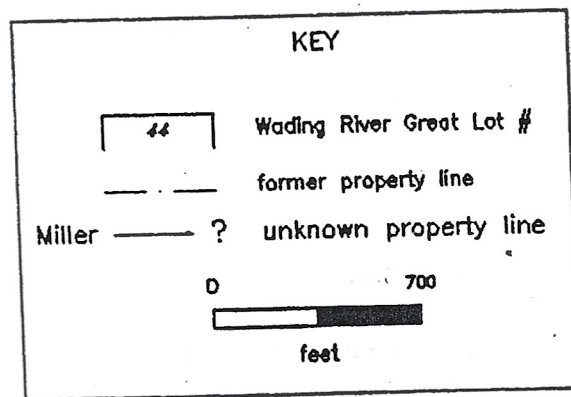 KEY
44 Wading River Great Lot #
former property line
Miller ? unknown property line
0 700
feet